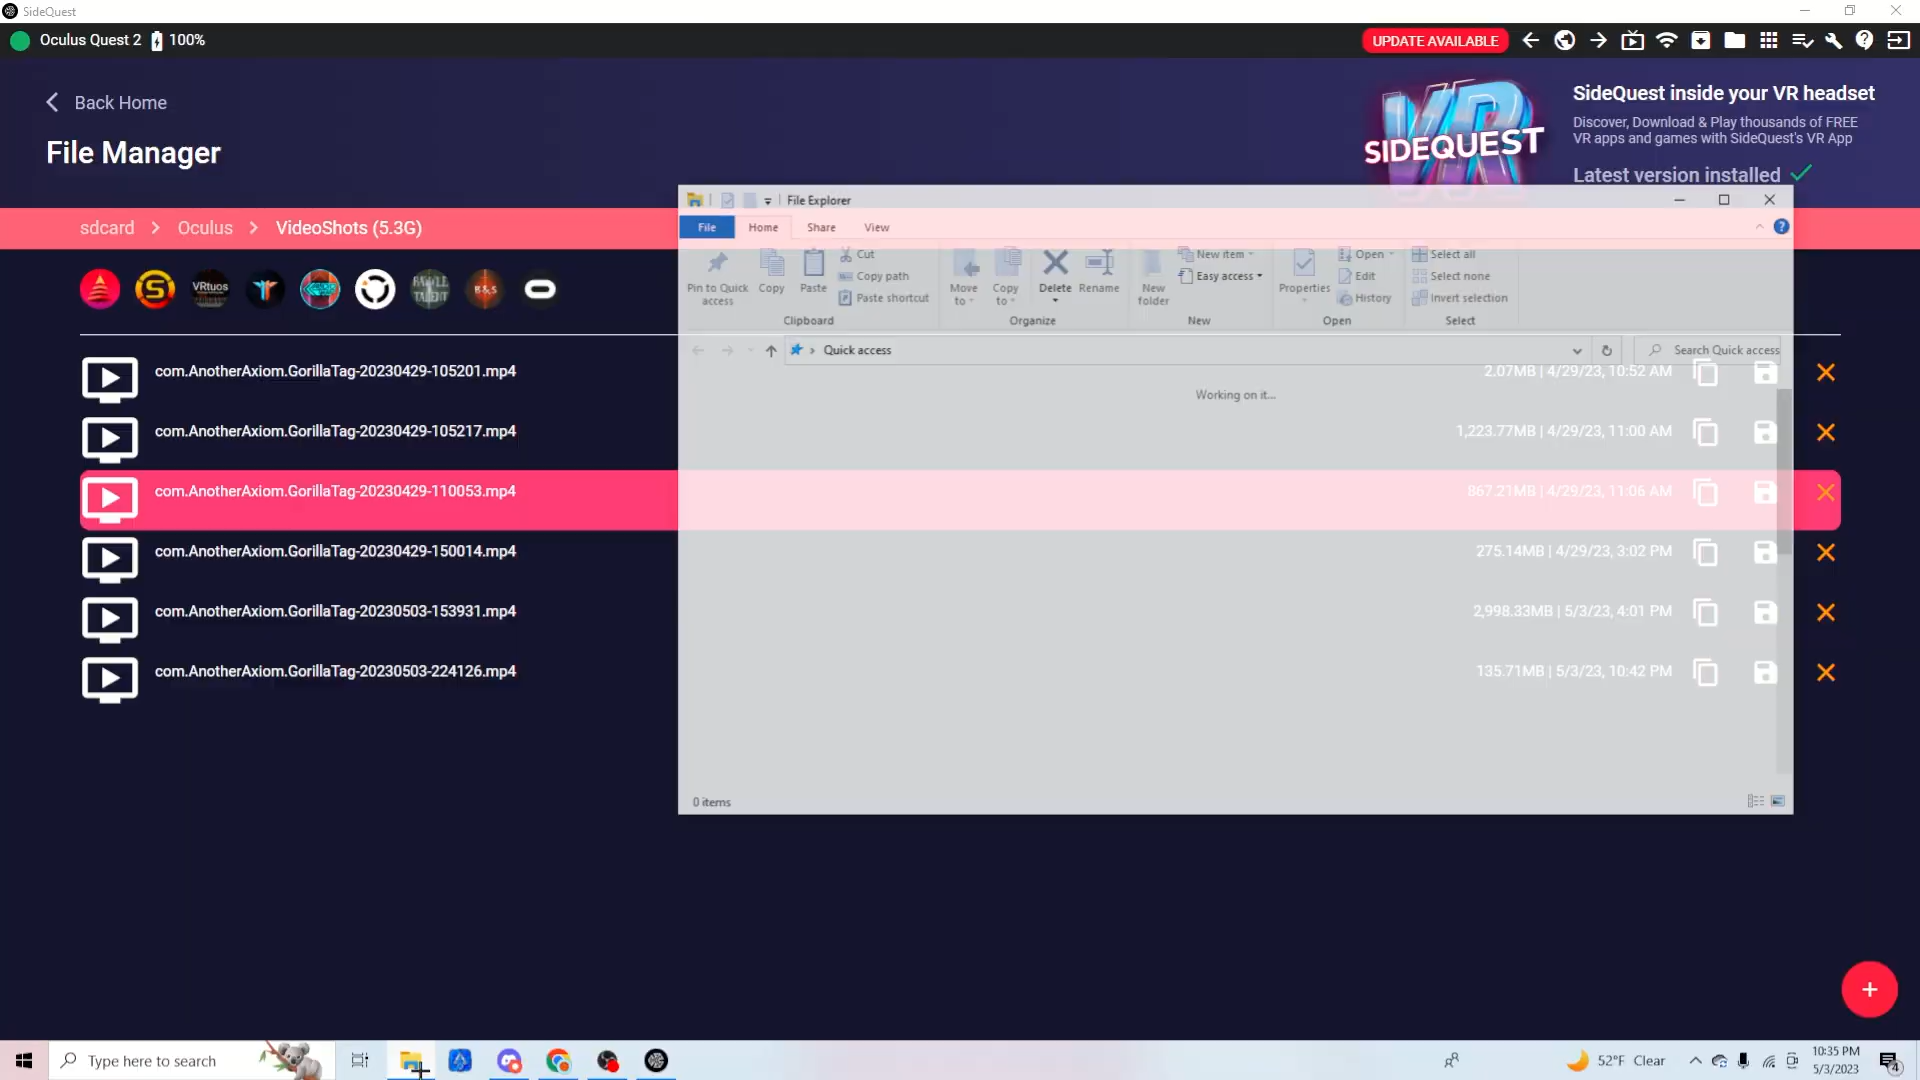 SideQuest
Oculus Quest 2 100%
UPDATE AVAILABLE
Back Home
File Manager
VR
SIDEQUEST
SideQuest inside your VR headset
Discover, Download & Play thousands of FREE
VR apps and games with SideQuest's VR App
Latest version installed
sdcard > Oculus > VideoShots (5.3G)
VRtuos
BATTLE
TALENT
B&S
File Explorer
File Home Share View
Pin to Quick
access
Copy
Paste
Cut
Copy path
Paste shortcut
Clipboard
Move
to
Copy
to
Delete
Rename
Organize
New
folder
New item
Easy access
New
Properties
Open
Edit
History
Open
Select all
Select none
Invert selection
Select
Quick access
Search Quick access
Working on it...
0 items
com.AnotherAxiom.GorillaTag-20230429-105201.mp4 2.07MB | 4/29/23, 10:52 AM
com.AnotherAxiom.GorillaTag-20230429-105217.mp4 1,223.77MB | 4/29/23, 11:00 AM
com.AnotherAxiom.GorillaTag-20230429-110053.mp4 867.21MB | 4/29/23, 11:06 AM
com.AnotherAxiom.GorillaTag-20230429-150014.mp4 275.14MB | 4/29/23, 3:02 PM
com.AnotherAxiom.GorillaTag-20230503-153931.mp4 2,998.33MB | 5/3/23, 4:01 PM
com.AnotherAxiom.GorillaTag-20230503-224126.mp4 135.71MB | 5/3/23, 10:42 PM
+
Type here to search
52°F Clear
10:35 PM
5/3/2023
4